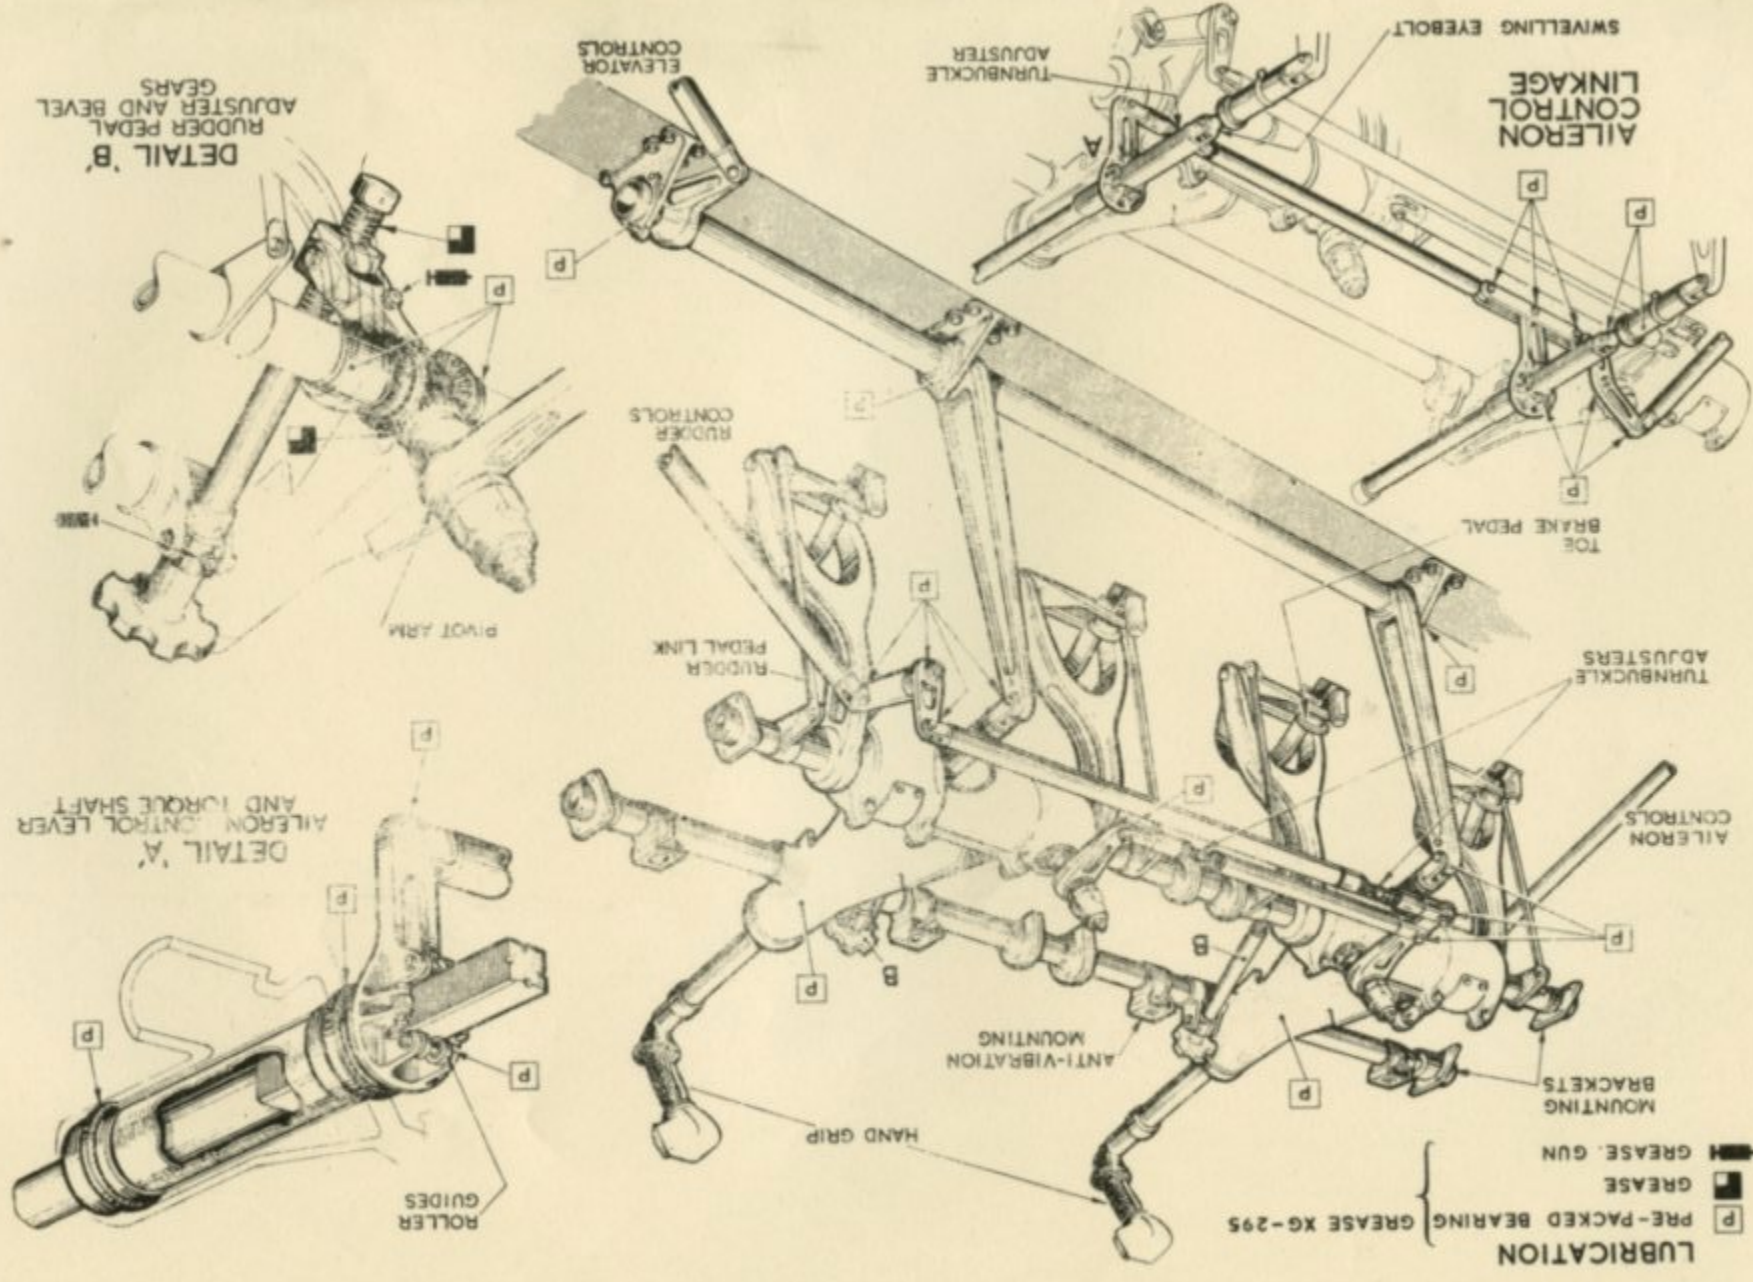 LUBRICATION
P PRE-PACKED BEARING GREASE XG-295
GREASE
GREASE GUN
ROLLER
GUIDES
P
P
P
P
DETAIL 'A'
AILERON CONTROL LEVER
AND TORQUE SHAFT
HAND GRIP
MOUNTING
BRACKETS
ANTI-VIBRATION
MOUNTING
P
P
P
P
P
B
B
AILERON
CONTROLS
TURNBUCKLE
ADJUSTERS
RUDDER
PEDAL LINK
P
P
PIVOT ARM
TOE
BRAKE PEDAL
RUDDER
CONTROLS
P
P
ELEVATOR
CONTROLS
P
DETAIL 'B'
RUDDER PEDAL
ADJUSTER AND BEVEL
GEARS
AILERON
CONTROL
LINKAGE
P
P
P
A
TURNBUCKLE
ADJUSTER
SWIVELLING EYEBOLT